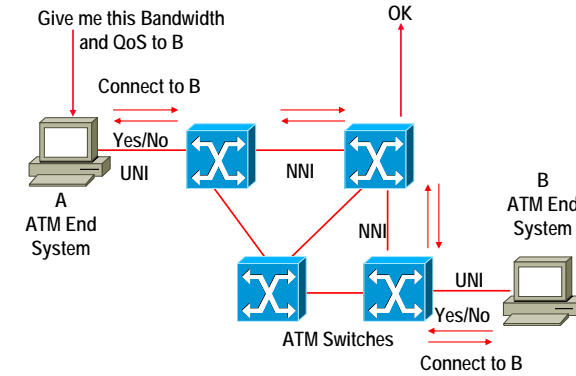 Give me this Bandwidth
and QoS to B
OK
Connect to B
Yes/No
UNI
NNI
A
ATM End
System
B
ATM End
System
NNI
UNI
Yes/No
ATM Switches
Connect to B